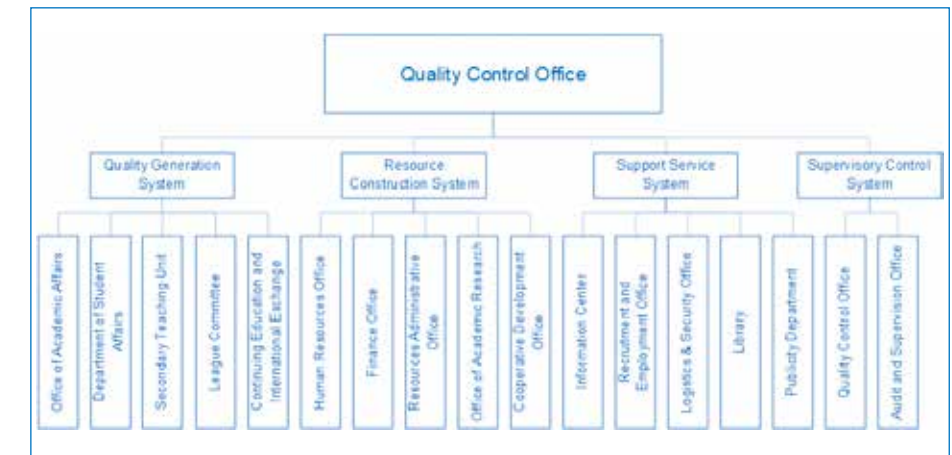 Quality Control Office
Quality Generation
System
Resource
Construction System
Support Service
System
Supervisory Control
System
Office of Academic Affairs
Department of Student
Affairs
Secondary Teaching Unit
League Committee
Continuing Education and
International Exchange
Human Resources Office
Finance Office
Resources Administrative
Office
Office of Academic Research
Cooperative Development
Office
Information Center
Recruitment and
Employment Office
Logistics & Security Office
Library
Publicity Department
Quality Control Office
Audit and Supervision Office